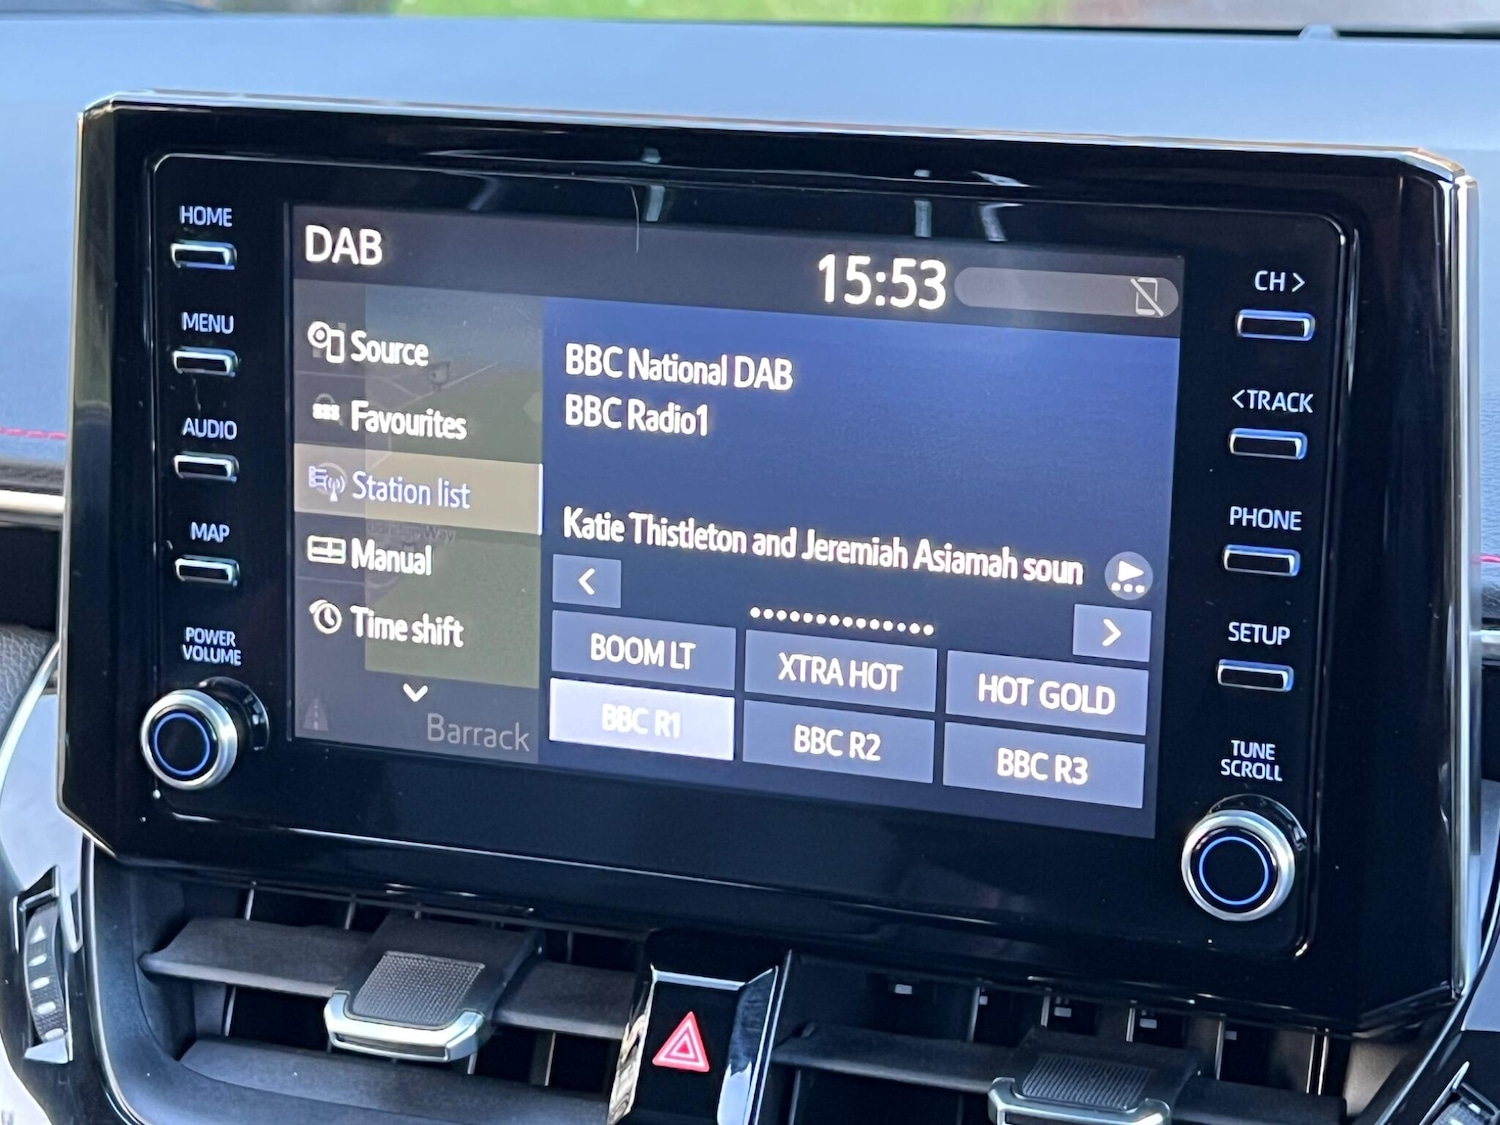 HOME
MENU
AUDIO
MAP
POWER
VOLUME
DAB
15:53
Source
Favourites
Station list
Manual
Time shift
Barrack
BBC National DAB
BBC Radio1
Katie Thistleton and Jeremiah Asiamah soun
BOOM LT
XTRA HOT
HOT GOLD
BBC R1
BBC R2
BBC R3
CH >
<TRACK
PHONE
SETUP
TUNE
SCROLL